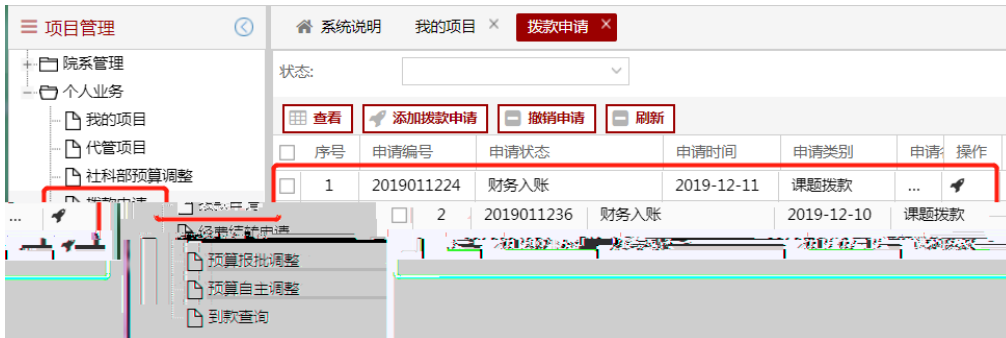 项目管理
系统说明 我的项目 × 拨款申请 ×
院系管理
状态:
个人业务
我的项目
查看 添加拨款申请 撤销申请 刷新
代管项目
序号 申请编号 申请状态 申请时间 申请类别 操作
社科部预算调整
1 2019011224 财务入账 2019-12-11 课题拨款 ...
... 2 2019011236 财务入账 2019-12-10 课题拨款
预算报批调整
预算自主调整
到款查询